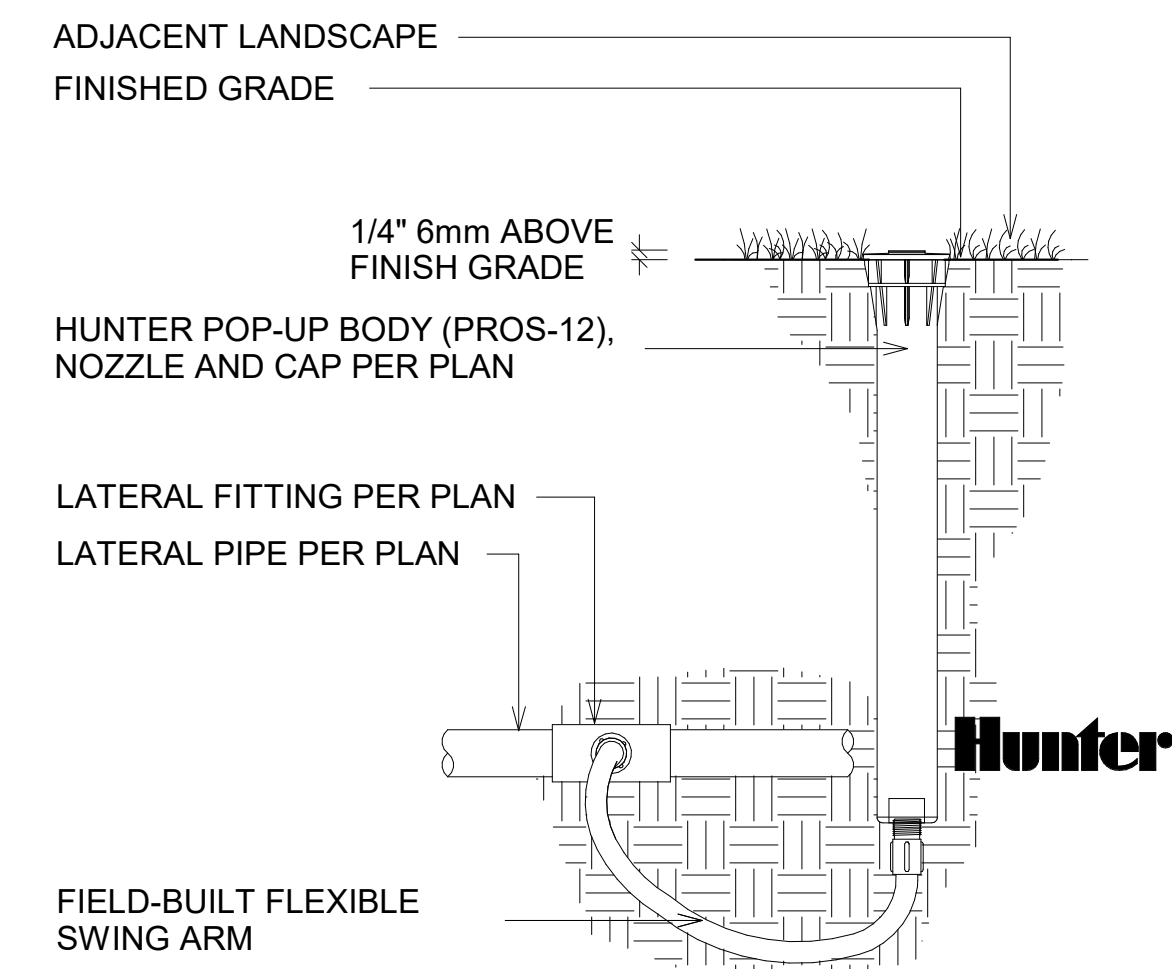 ADJACENT LANDSCAPE
FINISHED GRADE
1/4" 6mm ABOVE
FINISH GRADE
HUNTER POP-UP BODY (PROS-12),
NOZZLE AND CAP PER PLAN
LATERAL FITTING PER PLAN
LATERAL PIPE PER PLAN
Hunter
FIELD-BUILT FLEXIBLE
SWING ARM